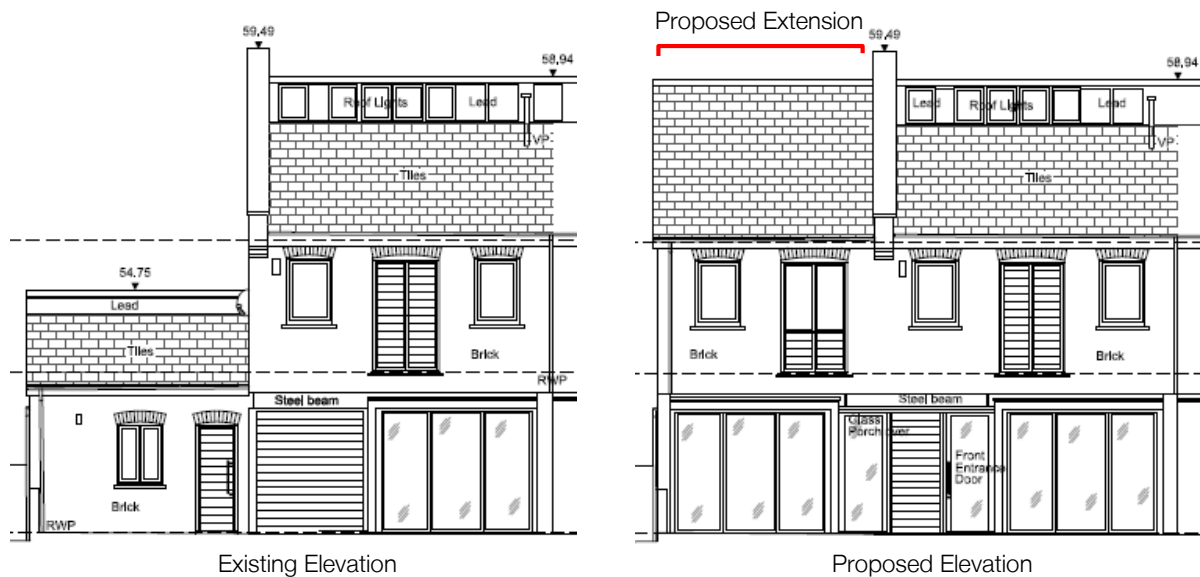 59.49
58.94
Roof Lights
Lead
VP
Tiles
54.75
Lead
Tiles
Brick
RWP
Steel beam
Brick
RWP
Existing Elevation
Proposed Extension
59.49
58.94
Lead
Roof Lights
Lead
VP
Tiles
Brick
Brick
Steel beam
Glass
Porch over
Front
Entrance
Door
Proposed Elevation